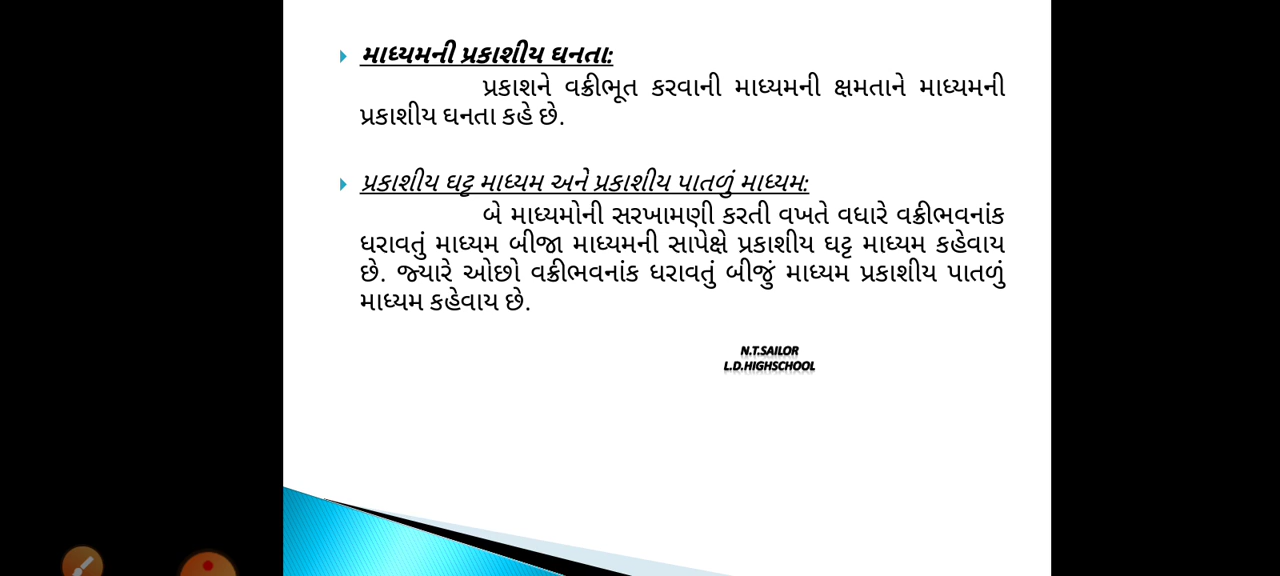 માધ્યમની પ્રકાશીય ઘનતા:
પ્રકાશને વક્રીભૂત કરવાની માધ્યમની ક્ષમતાને માધ્યમની
પ્રકાશીય ઘનતા કહે છે.
પ્રકાશીય ઘટ્ટ માધ્યમ અને પ્રકાશીય પાતળું માધ્યમ:
બે માધ્યમોની સરખામણી કરતી વખતે વધારે વક્રીભવનાંક
ધરાવતું માધ્યમ બીજા માધ્યમની સાપેક્ષે પ્રકાશીય ઘટ્ટ માધ્યમ કહેવાય
છે. જ્યારે ઓછો વક્રીભવનાંક ધરાવતું બીજું માધ્યમ પ્રકાશીય પાતળું
માધ્યમ કહેવાય છે.
N.T.SAILOR
L.D.HIGHSCHOOL